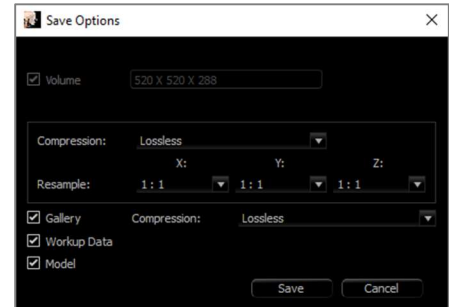 Save Options
Volume 520 X 520 X 288
Compression: Lossless
X: Y: Z:
Resample: 1 : 1 1 : 1 1 : 1
Gallery Compression: Lossless
Workup Data
Model
Save Cancel